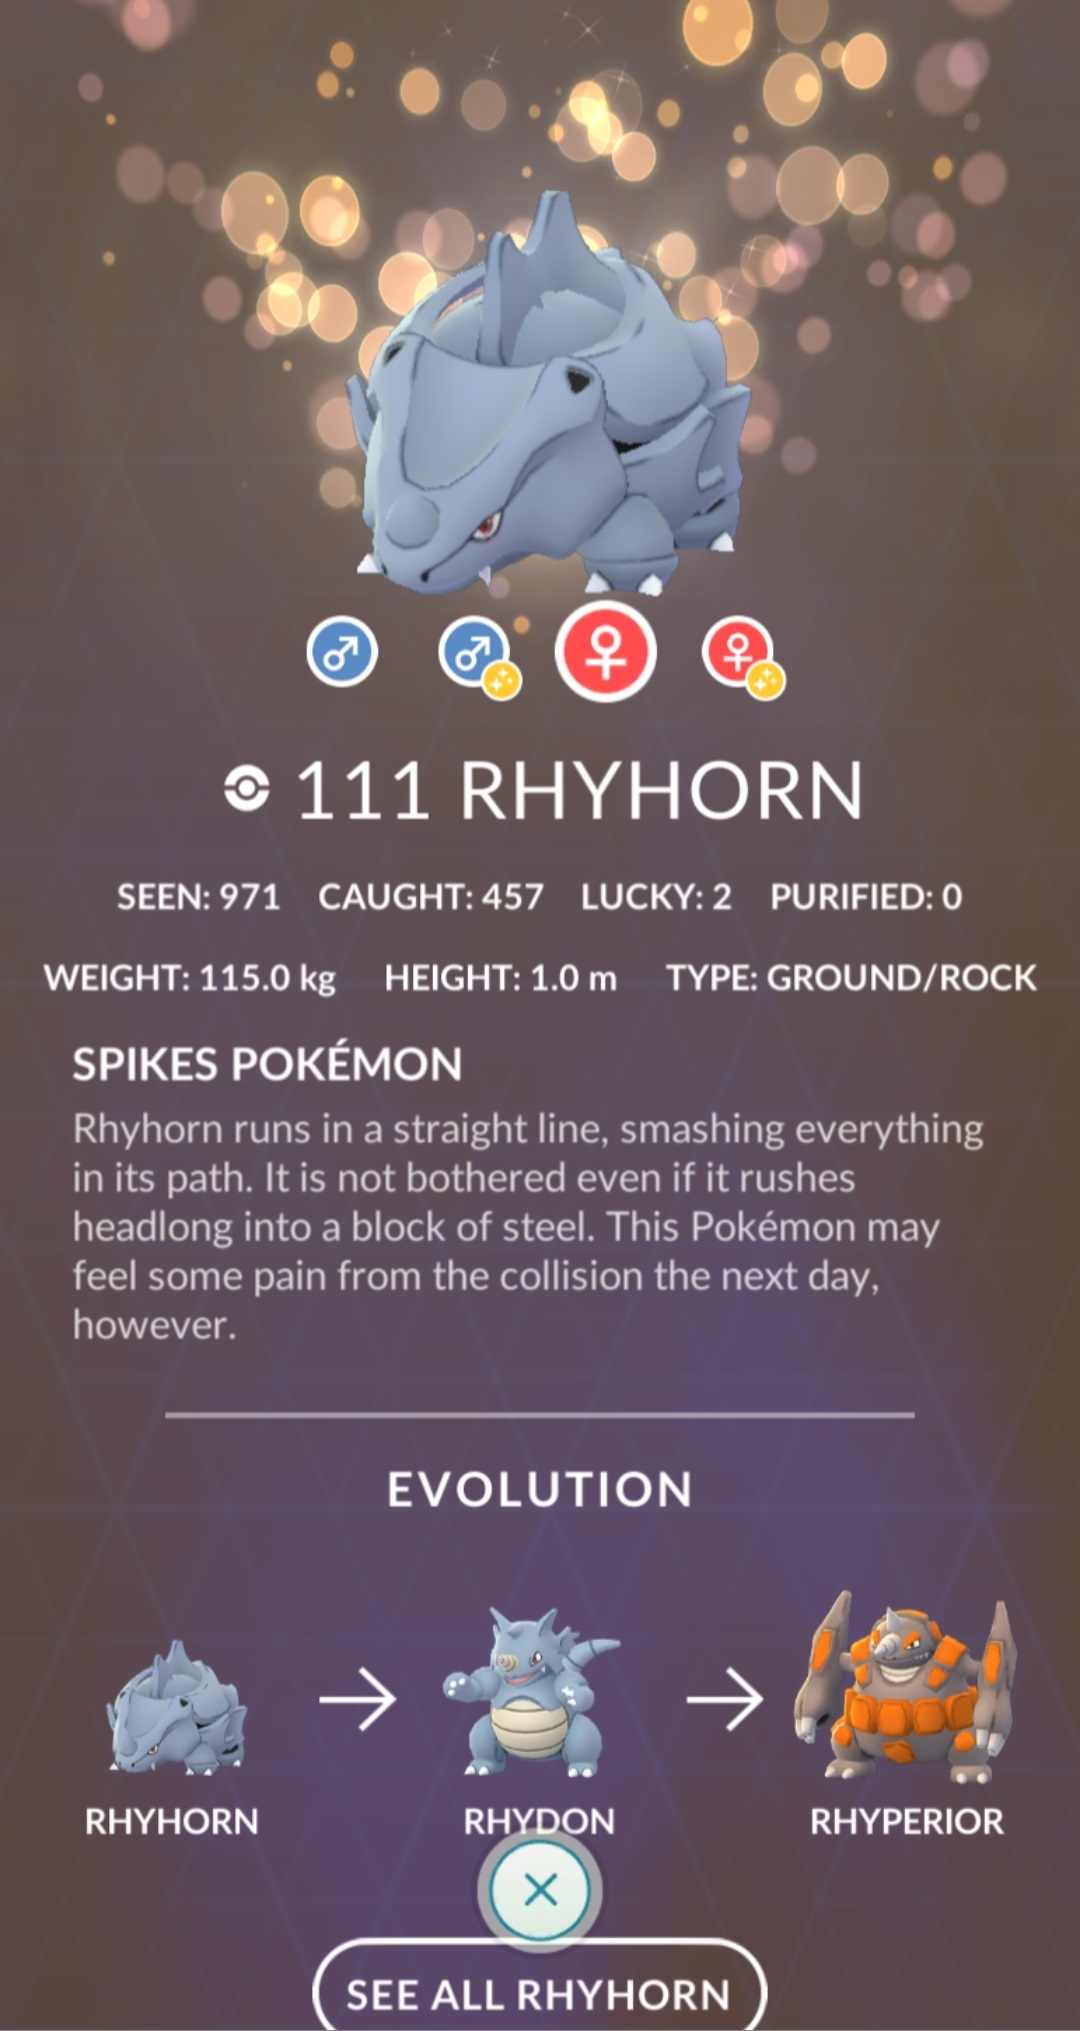 111 RHYHORN
SEEN: 971 CAUGHT: 457 LUCKY: 2 PURIFIED: 0
WEIGHT: 115.0 kg HEIGHT: 1.0 m TYPE: GROUND/ROCK
SPIKES POKÉMON
Rhyhorn runs in a straight line, smashing everything
in its path. It is not bothered even if it rushes
headlong into a block of steel. This Pokémon may
feel some pain from the collision the next day,
however.
EVOLUTION
RHYHORN RHYDON RHYPERIOR
SEE ALL RHYHORN